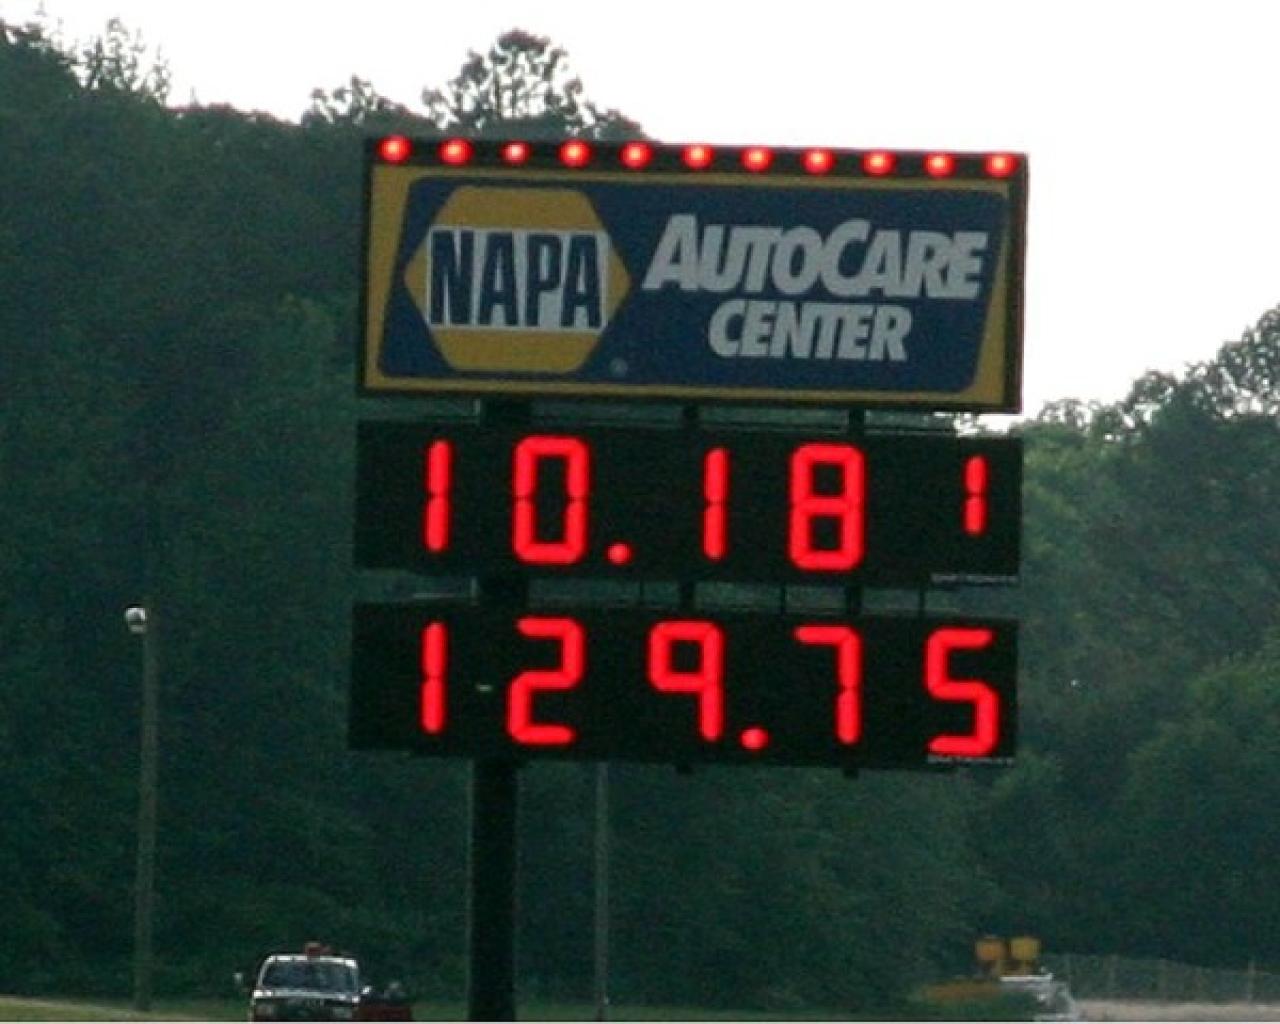 NAPA
AUTOCARE
CENTER
10.181
129.75